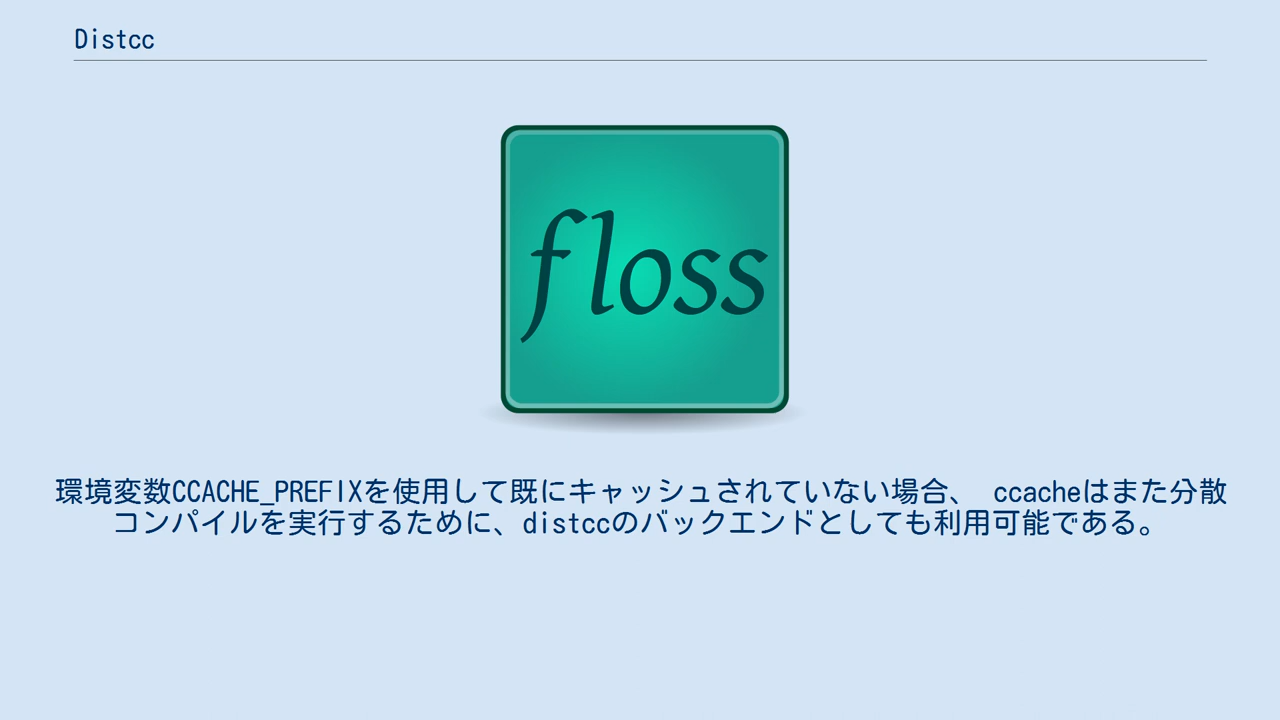 Distcc
floss
環境変数CCACHE_PREFIXを使用して既にキャッシュされていない場合、 ccacheはまた分散
コンパイルを実行するために、distccのバックエンドとしても利用可能である。